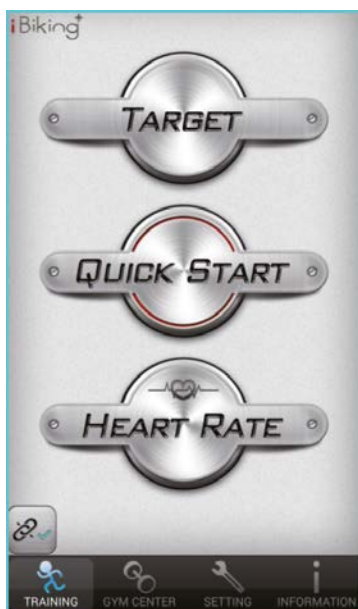 iBiking+
TARGET
QUICK START
HEART RATE
TRAINING GYM CENTER SETTING INFORMATION